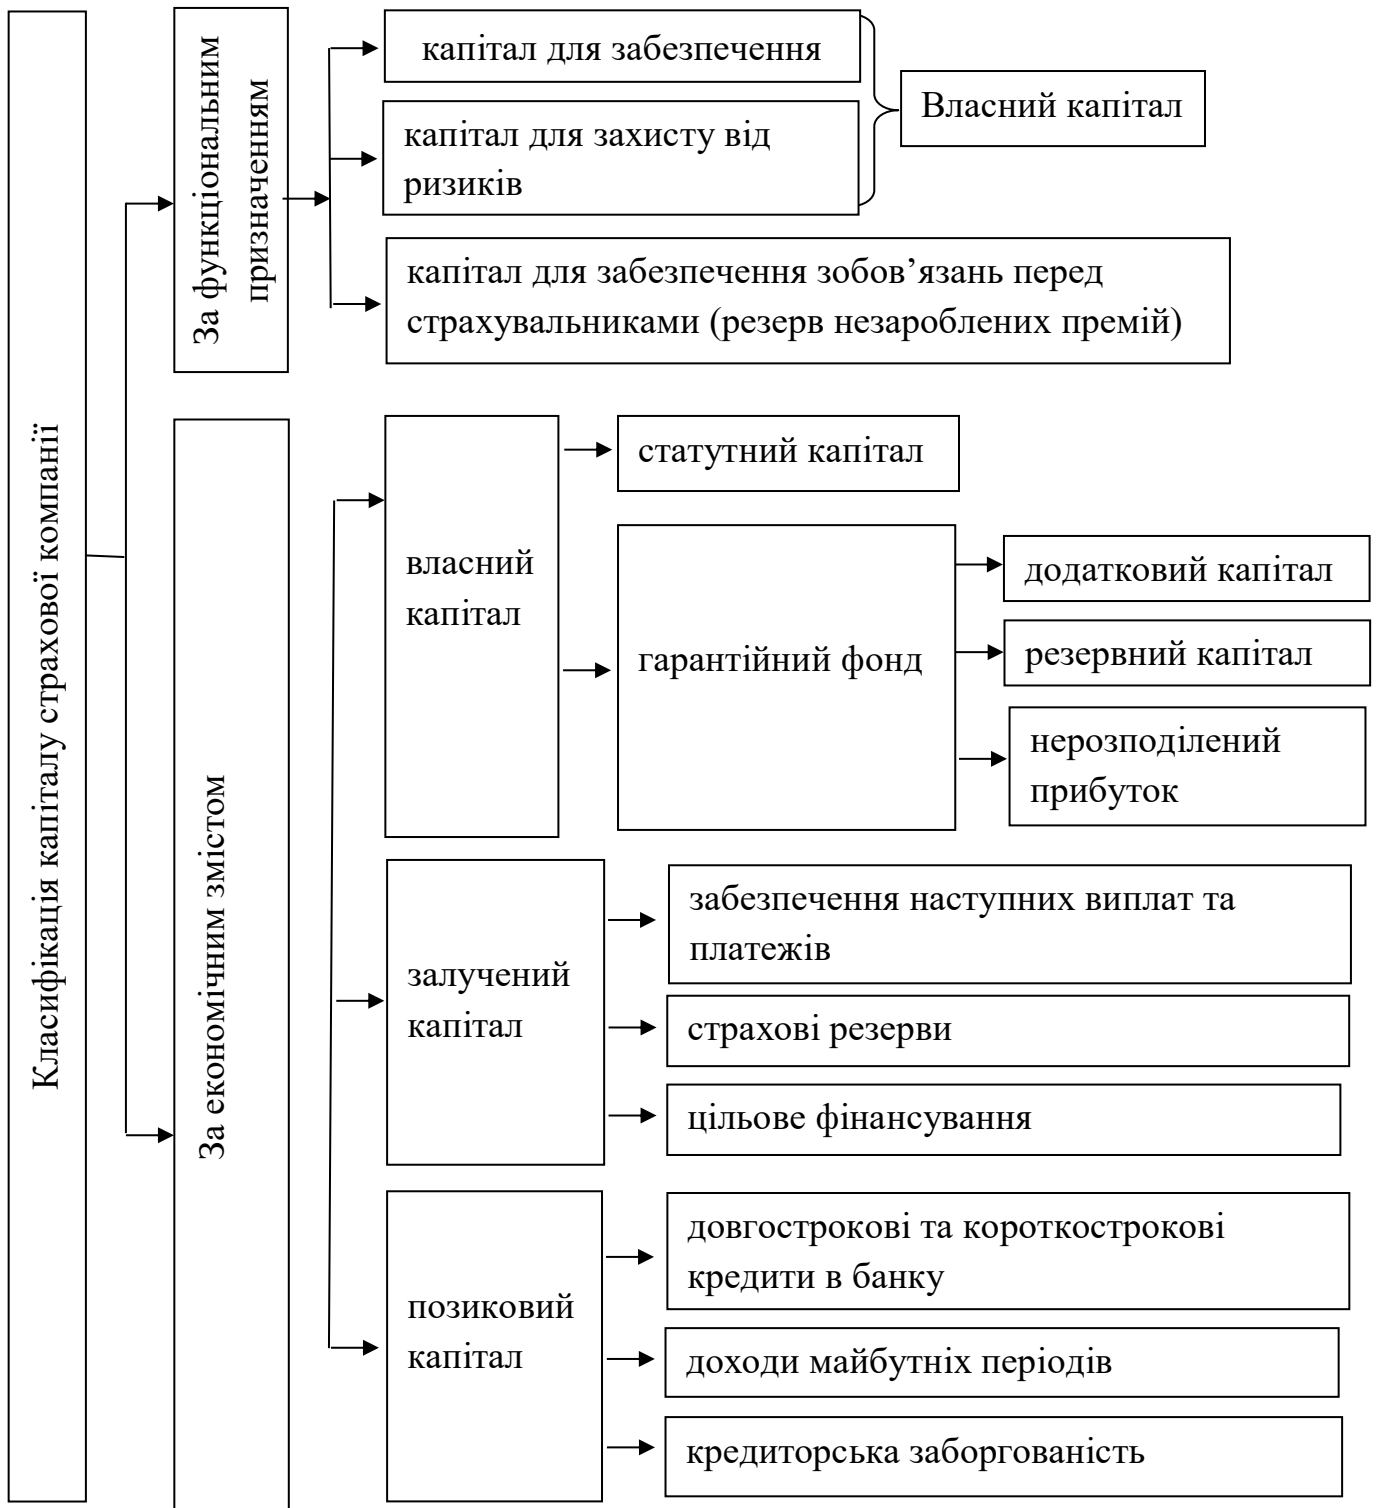 Класифікація капіталу страхової компанії
За функціональним
призначенням
капітал для забезпечення
капітал для захисту від
ризиків
Власний капітал
капітал для забезпечення зобов’язань перед
страхувальниками (резерв незароблених премій)
За економічним змістом
власний
капітал
статутний капітал
гарантійний фонд
додатковий капітал
резервний капітал
нерозподілений
прибуток
залучений
капітал
забезпечення наступних виплат та
платежів
страхові резерви
цільове фінансування
позиковий
капітал
довгострокові та короткострокові
кредити в банку
доходи майбутніх періодів
кредиторська заборгованість